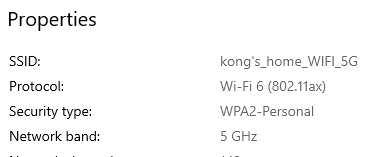 Properties
SSID: kong's_home_WIFI_5G
Protocol: Wi-Fi 6 (802.11ax)
Security type: WPA2-Personal
Network band: 5 GHz